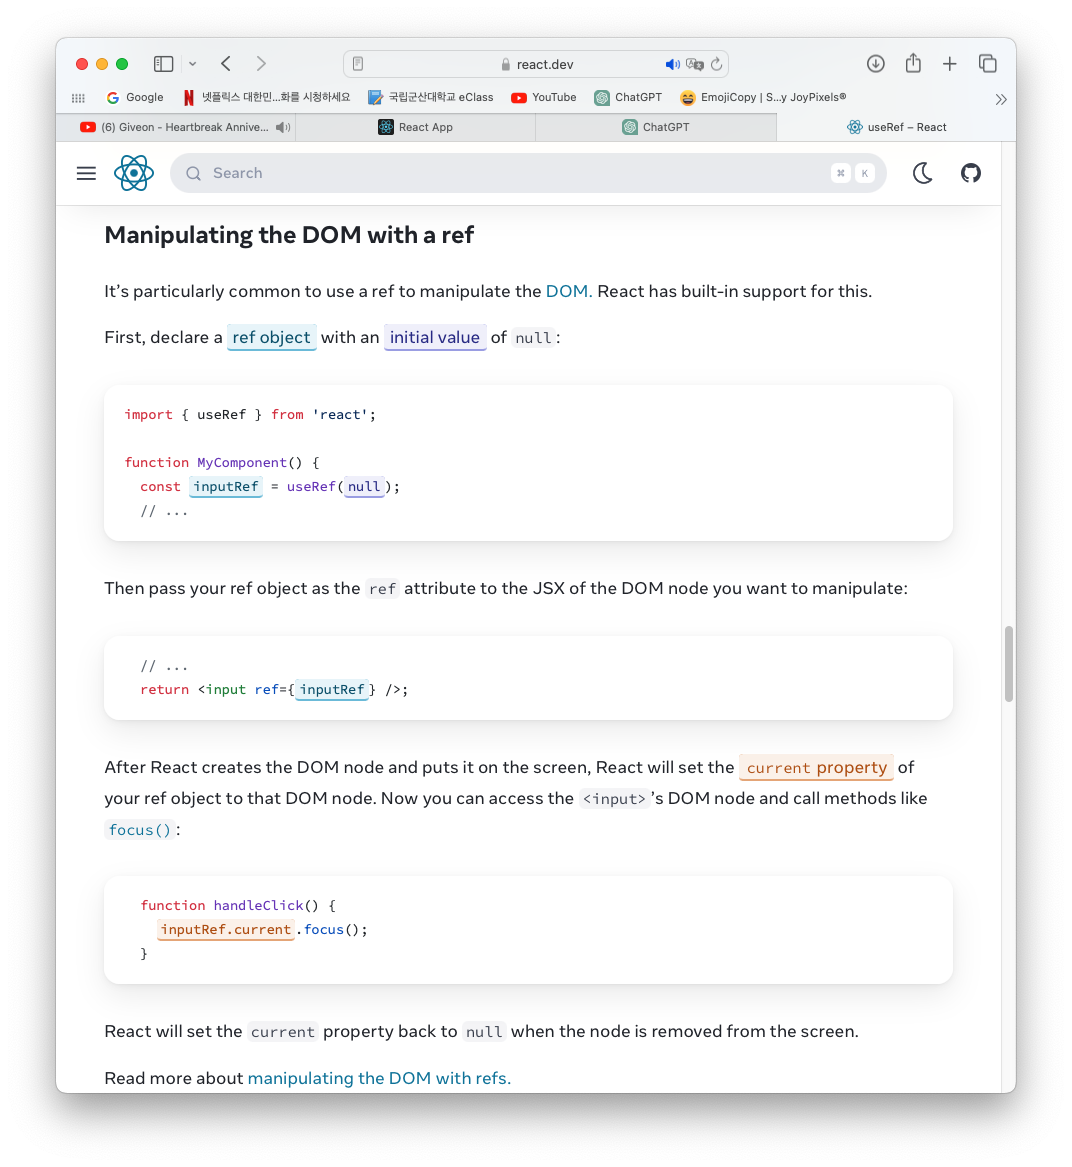 react.dev
Google
넷플릭스 대한민...화를 시청하세요
국립군산대학교 eClass
YouTube
ChatGPT
EmojiCopy | S...y JoyPixels®
(6) Giveon - Heartbreak Annive...
React App
ChatGPT
useRef – React
Search
⌘ K
Manipulating the DOM with a ref
It’s particularly common to use a ref to manipulate the DOM. React has built-in support for this.
First, declare a ref object with an initial value of null:
import { useRef } from 'react';
function MyComponent() {
const inputRef = useRef(null);
// ...
Then pass your ref object as the ref attribute to the JSX of the DOM node you want to manipulate:
// ...
return <input ref={inputRef} />;
After React creates the DOM node and puts it on the screen, React will set the current property of
your ref object to that DOM node. Now you can access the <input>’s DOM node and call methods like
focus():
function handleClick() {
inputRef.current.focus();
}
React will set the current property back to null when the node is removed from the screen.
Read more about manipulating the DOM with refs.